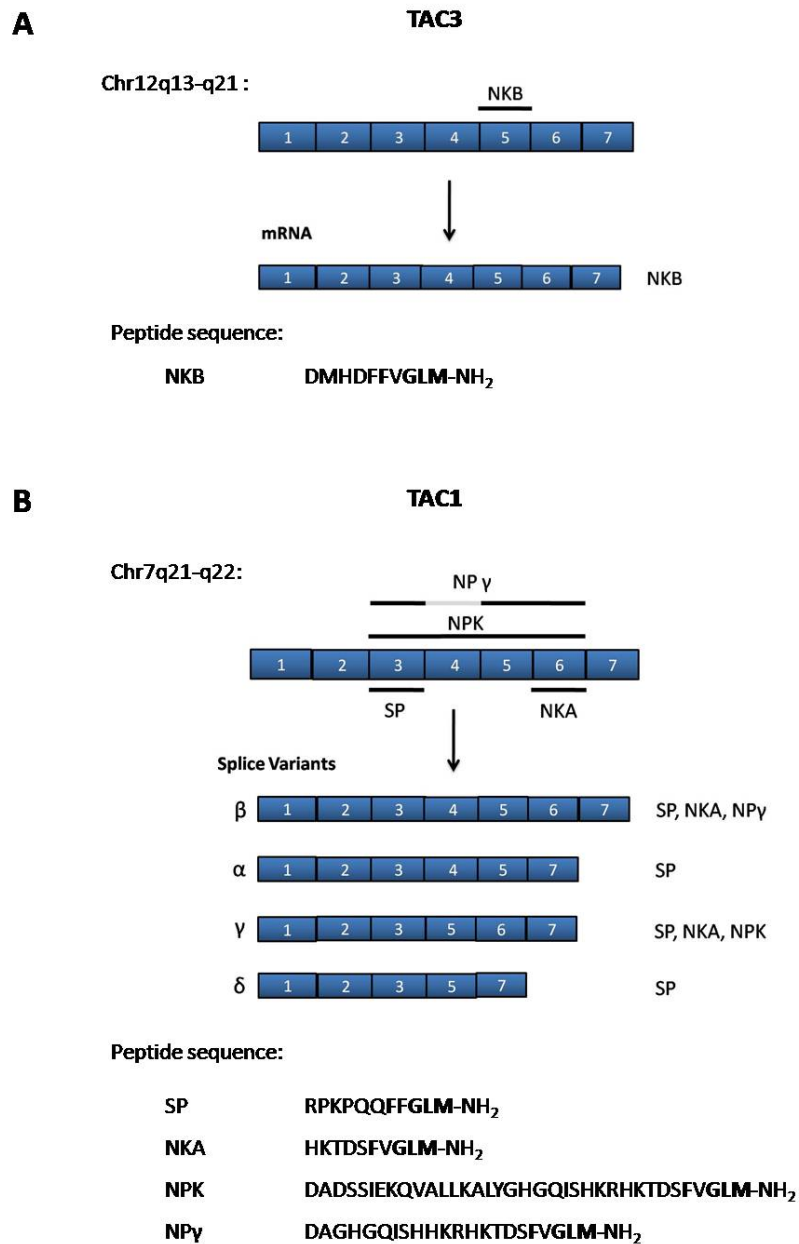 A
TAC3
Chr12q13-q21 :
NKB
1 2 3 4 5 6 7
mRNA
1 2 3 4 5 6 7 NKB
Peptide sequence:
NKB DMHDFFVGLM-NH₂
B
TAC1
Chr7q21-q22:
NP γ
NPK
1 2 3 4 5 6 7
SP NKA
Splice Variants
β 1 2 3 4 5 6 7 SP, NKA, NPγ
α 1 2 3 4 5 7 SP
γ 1 2 3 5 6 7 SP, NKA, NPK
δ 1 2 3 5 7 SP
Peptide sequence:
SP RPKPQQFFGLM-NH₂
NKA HKTDSFVGLM-NH₂
NPK DADSSIEKQVALLKALYGHGQISHKRHKTDSFVGLM-NH₂
NPγ DAGHGQISHHKRHKTDSFVGLM-NH₂